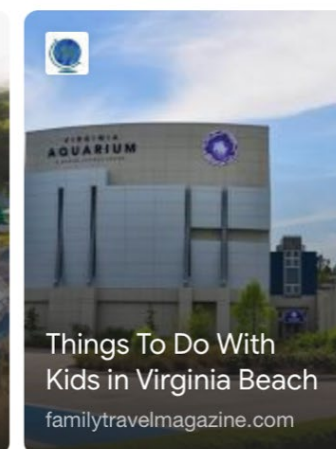 VIRGINIA
AQUARIUM
Things To Do With
Kids in Virginia Beach
familytravelmagazine.com